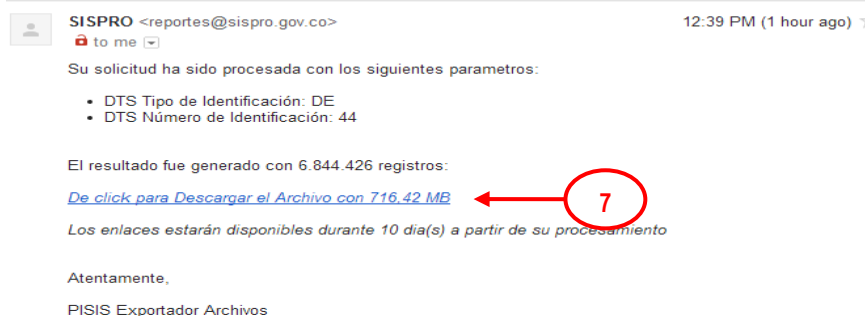 SISPRO <reportes@sispro.gov.co> 12:39 PM (1 hour ago)
to me
Su solicitud ha sido procesada con los siguientes parametros:
• DTS Tipo de Identificación: DE
• DTS Número de Identificación: 44
El resultado fue generado con 6.844.426 registros:
De click para Descargar el Archivo con 716,42 MB
7
Los enlaces estarán disponibles durante 10 dia(s) a partir de su procesamiento
Atentamente,
PISIS Exportador Archivos